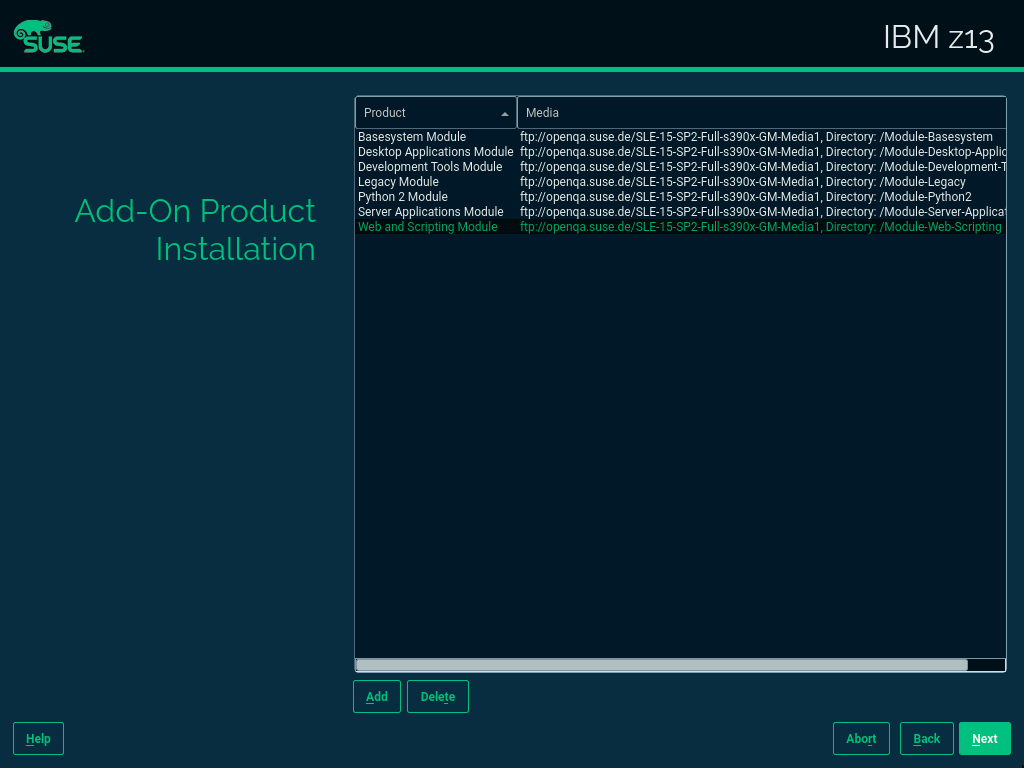 SUSE
IBM z13
Add-On Product
Installation
Product Media
Basesystem Module ftp://openqa.suse.de/SLE-15-SP2-Full-s390x-GM-Media1, Directory: /Module-Basesystem
Desktop Applications Module ftp://openqa.suse.de/SLE-15-SP2-Full-s390x-GM-Media1, Directory: /Module-Desktop-Applic
Development Tools Module ftp://openqa.suse.de/SLE-15-SP2-Full-s390x-GM-Media1, Directory: /Module-Development-T
Legacy Module ftp://openqa.suse.de/SLE-15-SP2-Full-s390x-GM-Media1, Directory: /Module-Legacy
Python 2 Module ftp://openqa.suse.de/SLE-15-SP2-Full-s390x-GM-Media1, Directory: /Module-Python2
Server Applications Module ftp://openqa.suse.de/SLE-15-SP2-Full-s390x-GM-Media1, Directory: /Module-Server-Applicat
Web and Scripting Module ftp://openqa.suse.de/SLE-15-SP2-Full-s390x-GM-Media1, Directory: /Module-Web-Scripting
Add Delete
Help Abort Back Next